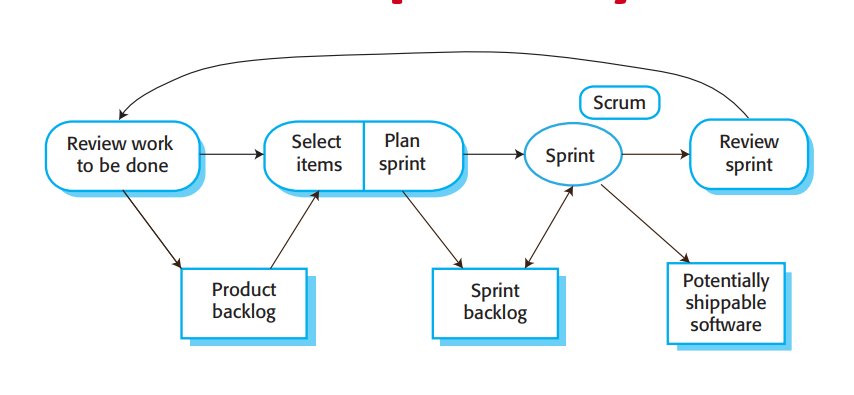 Scrum
Review work
to be done
Select
items
Plan
sprint
Sprint
Review
sprint
Product
backlog
Sprint
backlog
Potentially
shippable
software